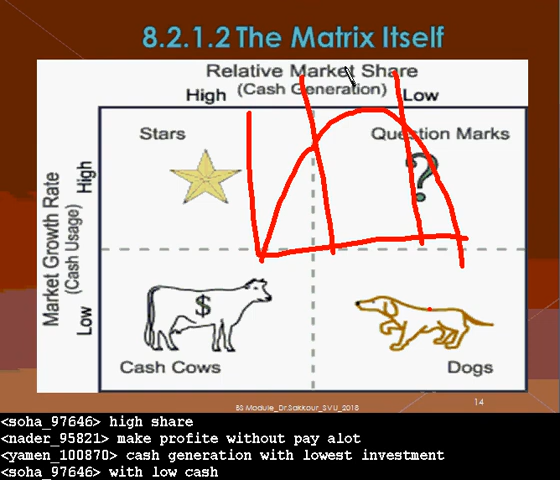 8.2.1.2 The Matrix Itself
Relative Market Share
High (Cash Generation) Low
Stars Question Marks
?
High
Market Growth Rate
(Cash Usage)
Low
$
Cash Cows Dogs
BS Module_Dr.Sakkour_SVU_2018 14
<soha_97646> high share
<nader_95821> make profite without pay alot
<yamen_100870> cash generation with lowest investment
<soha_97646> with low cash